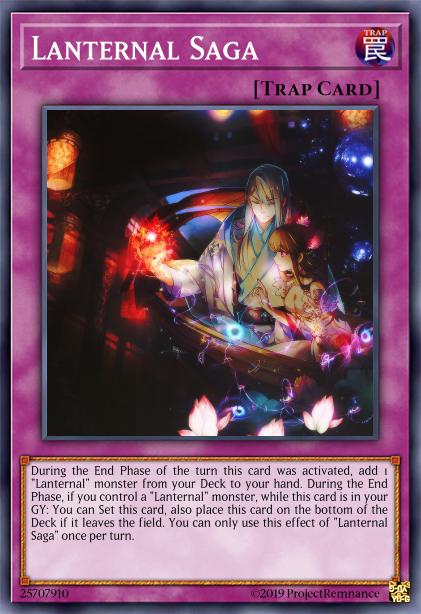 Lanternal Saga
TRAP
罠
[Trap Card]
During the End Phase of the turn this card was activated, add 1
"Lanternal" monster from your Deck to your hand. During the End
Phase, if you control a "Lanternal" monster, while this card is in your
GY: You can Set this card, also place this card on the bottom of the
Deck if it leaves the field. You can only use this effect of "Lanternal
Saga" once per turn.
25707910
©2019 ProjectRemnance